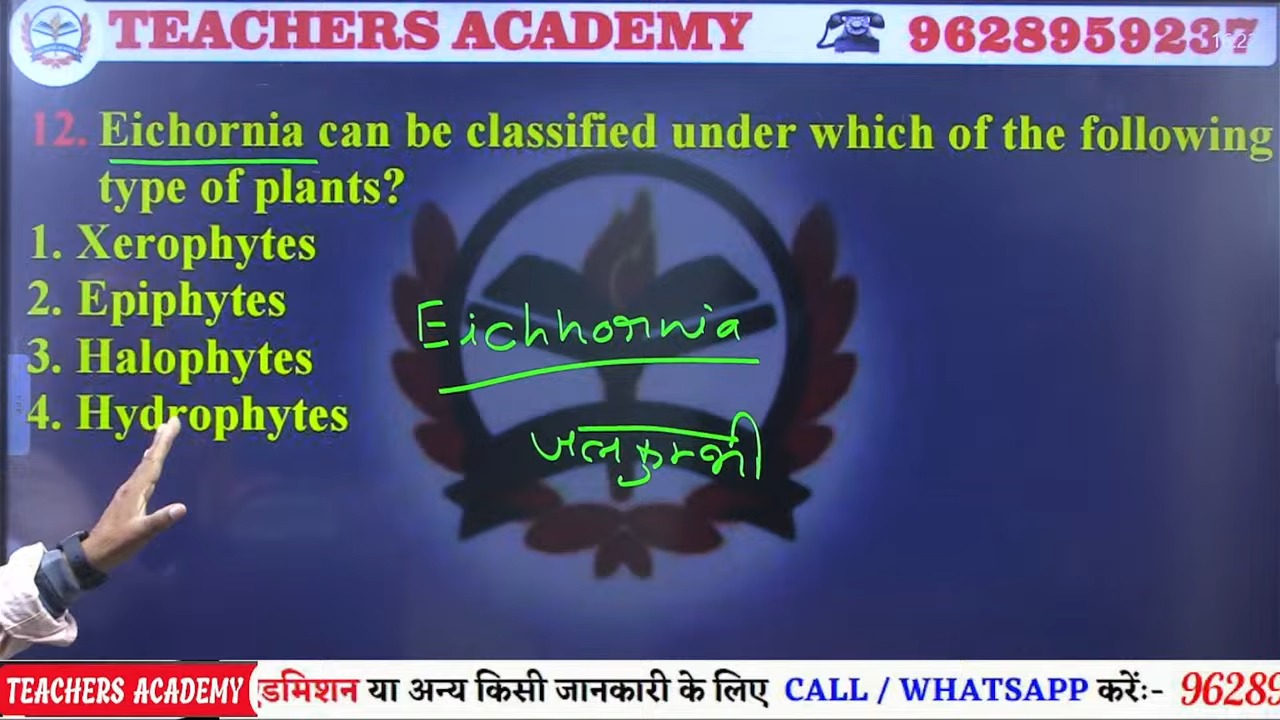 TEACHERS ACADEMY 9628959237
12. Eichornia can be classified under which of the following
type of plants?
1. Xerophytes
2. Epiphytes
3. Halophytes
4. Hydrophytes
Eichhornia
जलकुम्भी
TEACHERS ACADEMY डमिशन या अन्य किसी जानकारी के लिए CALL / WHATSAPP करेंः- 96289